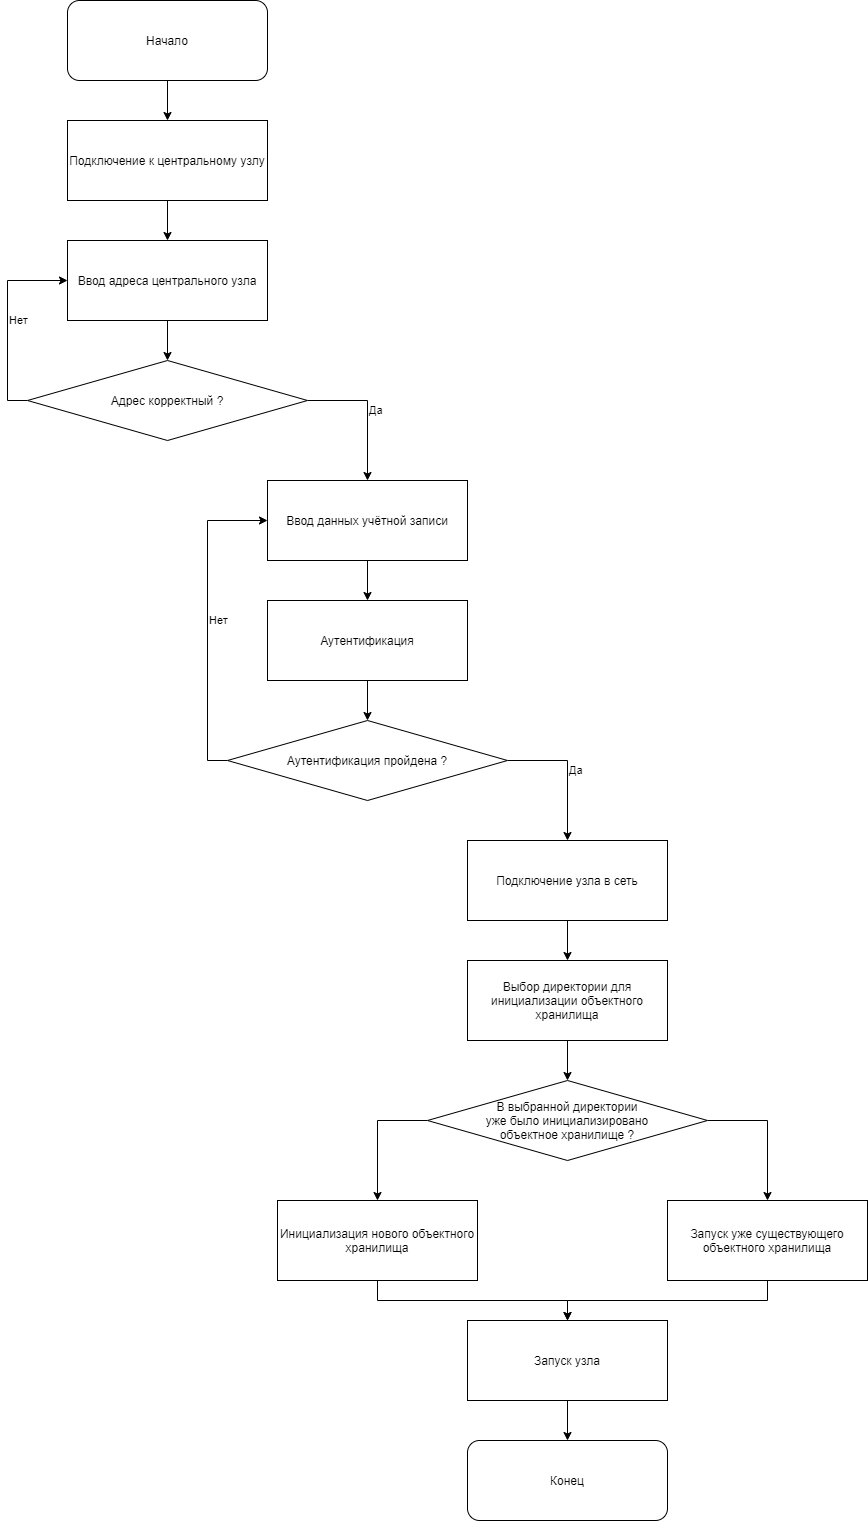 Начало
Подключение к центральному узлу
Ввод адреса центрального узла
Нет
Адрес корректный ?
Да
Ввод данных учётной записи
Нет
Аутентификация
Аутентификация пройдена ?
Да
Подключение узла в сеть
Выбор директории для
инициализации объектного
хранилища
В выбранной директории
уже было инициализировано
объектное хранилище ?
Инициализация нового объектного
хранилища
Запуск уже существующего
объектного хранилища
Запуск узла
Конец